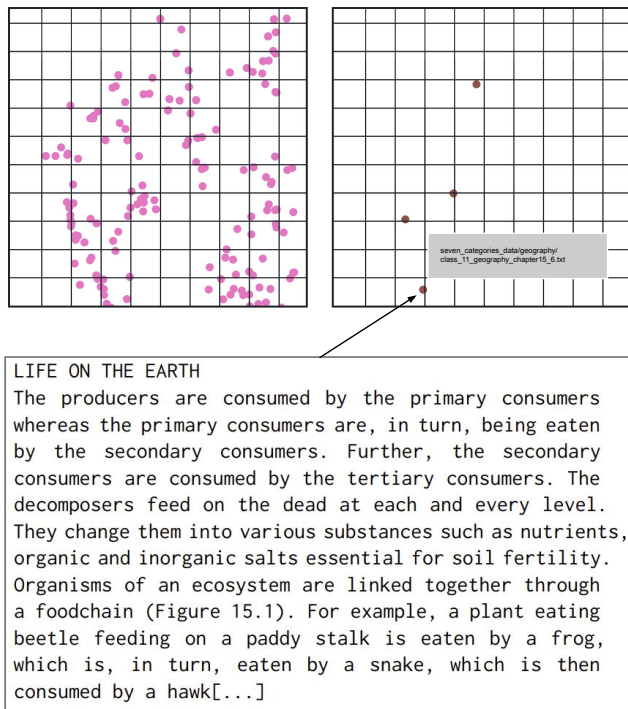 seven_categories_data/geography/
class_11_geography_chapter15_6.txt
LIFE ON THE EARTH
The producers are consumed by the primary consumers
whereas the primary consumers are, in turn, being eaten
by the secondary consumers. Further, the secondary
consumers are consumed by the tertiary consumers. The
decomposers feed on the dead at each and every level.
They change them into various substances such as nutrients,
organic and inorganic salts essential for soil fertility.
Organisms of an ecosystem are linked together through
a foodchain (Figure 15.1). For example, a plant eating
beetle feeding on a paddy stalk is eaten by a frog,
which is, in turn, eaten by a snake, which is then
consumed by a hawk[...]